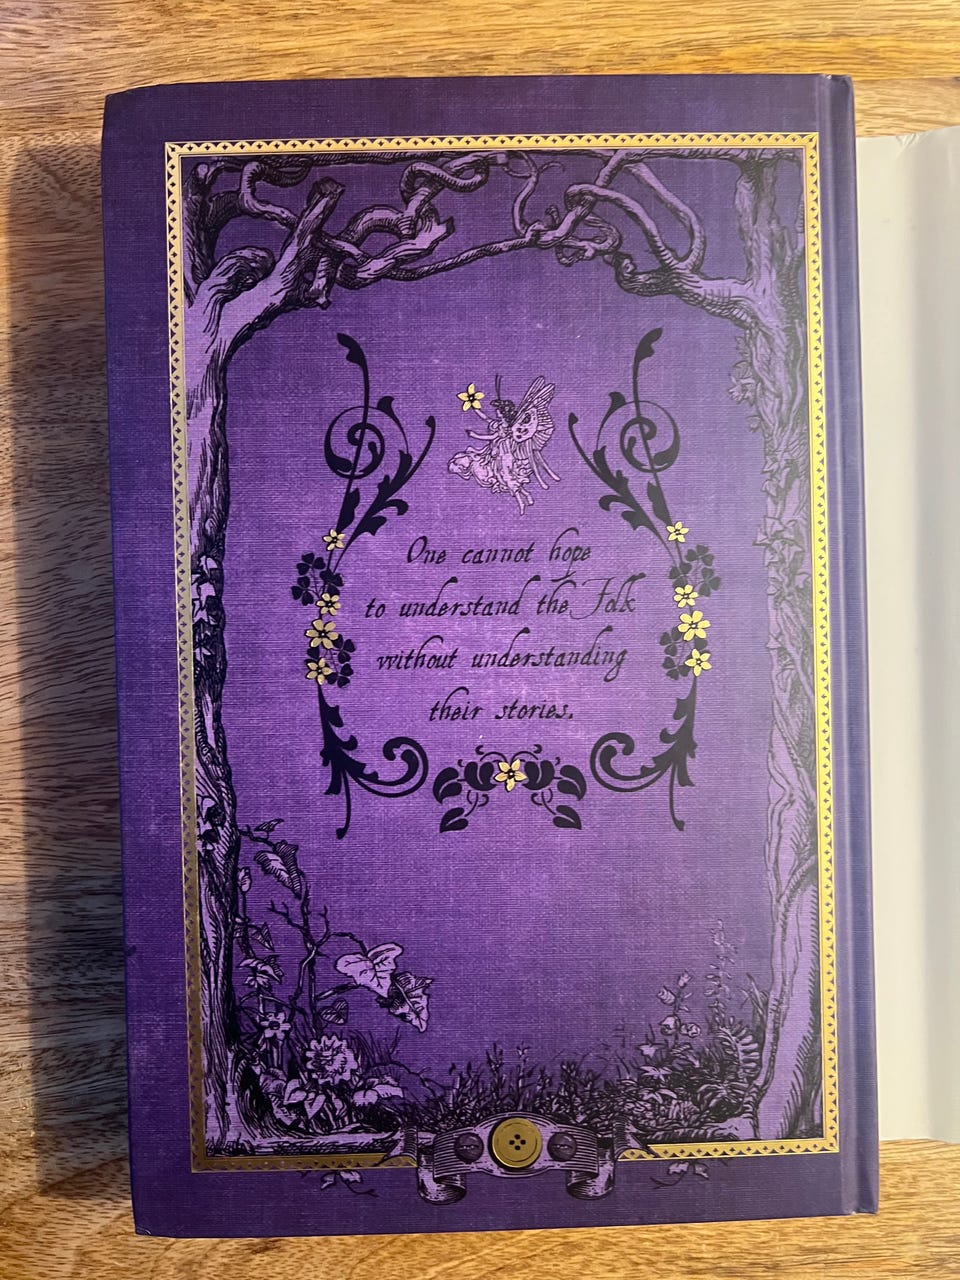 One cannot hope
to understand the Folk
without understanding
their stories.